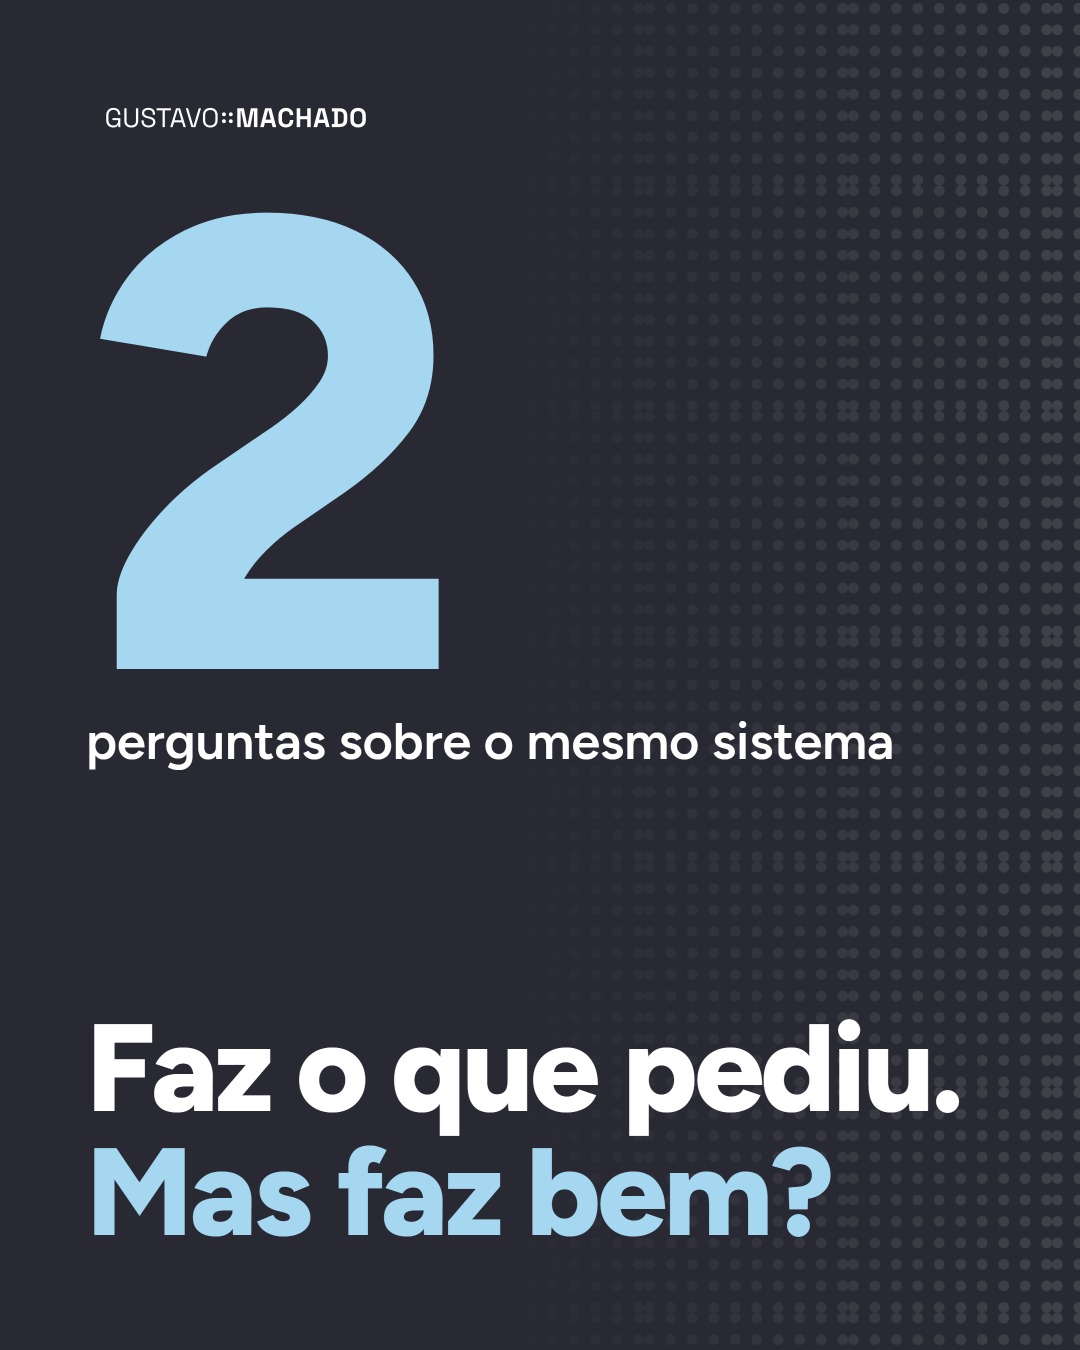 GUSTAVO::MACHADO
2
perguntas sobre o mesmo sistema
Faz o que pediu.
Mas faz bem?